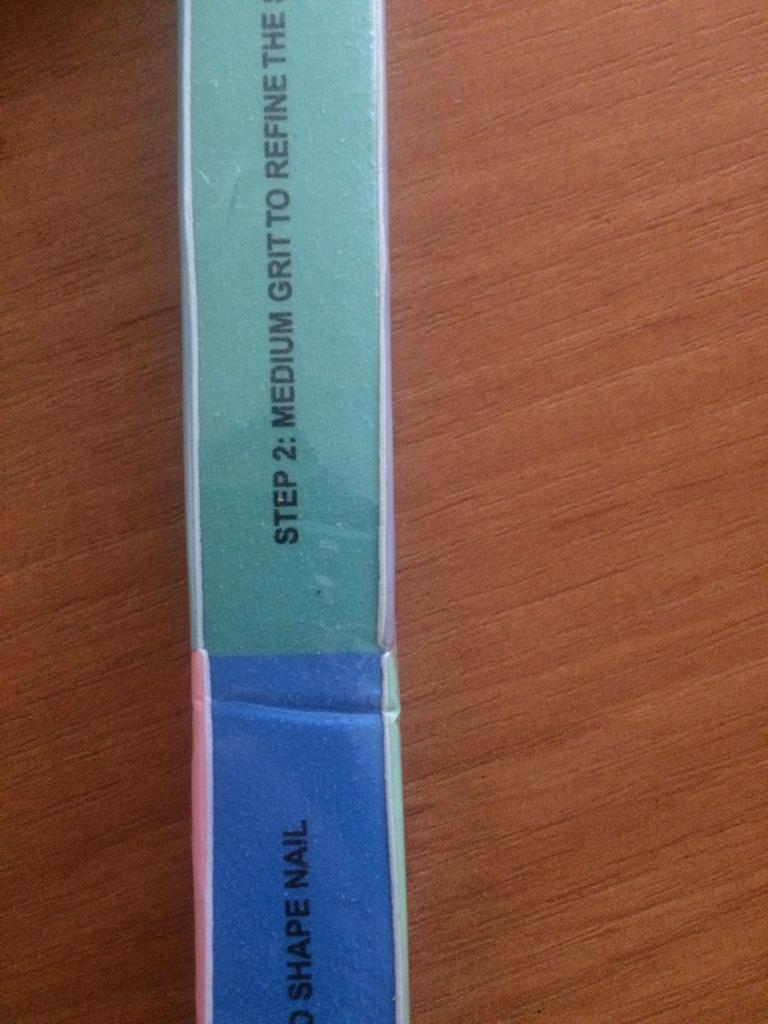 STEP 2: MEDIUM GRIT TO REFINE THE
SHAPE NAIL